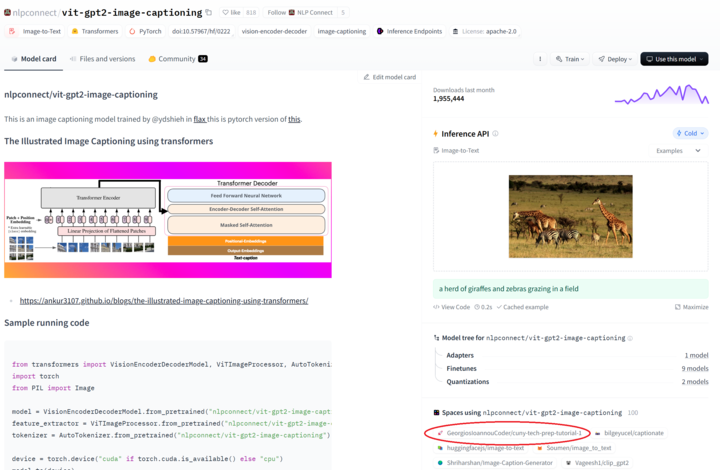 nlpconnect/vit-gpt2-image-captioning like 818 Follow NLP Connect 5
Image-to-Text Transformers PyTorch doi:10.57967/hf/0222 vision-encoder-decoder image-captioning Inference Endpoints License: apache-2.0
Model card Files and versions Community 34 Train Deploy Use this model
Edit model card
nlpconnect/vit-gpt2-image-captioning
This is an image captioning model trained by @ydshieh in flax this is pytorch version of this.
The Illustrated Image Captioning using transformers
Transformer Encoder
Patch + Position
Embedding
Linear Projection of Flattened Patches
Transformer Decoder
Feed Forward Neural Network
Encoder-Decoder Self-Attention
Masked Self-Attention
Positional Embeddings
Output Embeddings
Text-caption
https://ankur3107.github.io/blogs/the-illustrated-image-captioning-using-transformers/
Sample running code
from transformers import VisionEncoderDecoderModel, ViTImageProcessor, AutoTokeni
import torch
from PIL import Image
model = VisionEncoderDecoderModel.from_pretrained("nlpconnect/vit-gpt2-image-capt
feature_extractor = ViTImageProcessor.from_pretrained("nlpconnect/vit-gpt2-image-
tokenizer = AutoTokenizer.from_pretrained("nlpconnect/vit-gpt2-image-captioning")
device = torch.device("cuda" if torch.cuda.is_available() else "cpu")
Downloads last month
1,955,444
Inference API Cold
Image-to-Text Examples
a herd of giraffes and zebras grazing in a field
View Code 0.2s Cached example Maximize
Model tree for nlpconnect/vit-gpt2-image-captioning
Adapters 1 model
Finetunes 9 models
Quantizations 2 models
Spaces using nlpconnect/vit-gpt2-image-captioning 100
GeorgiosIoannouCoder/cuny-tech-prep-tutorial-1 bilgeyucel/captionate
huggingfacejs/image-to-text Soumen/image_to_text
Shriharshan/Image-Caption-Generator Vageesh1/clip_gpt2